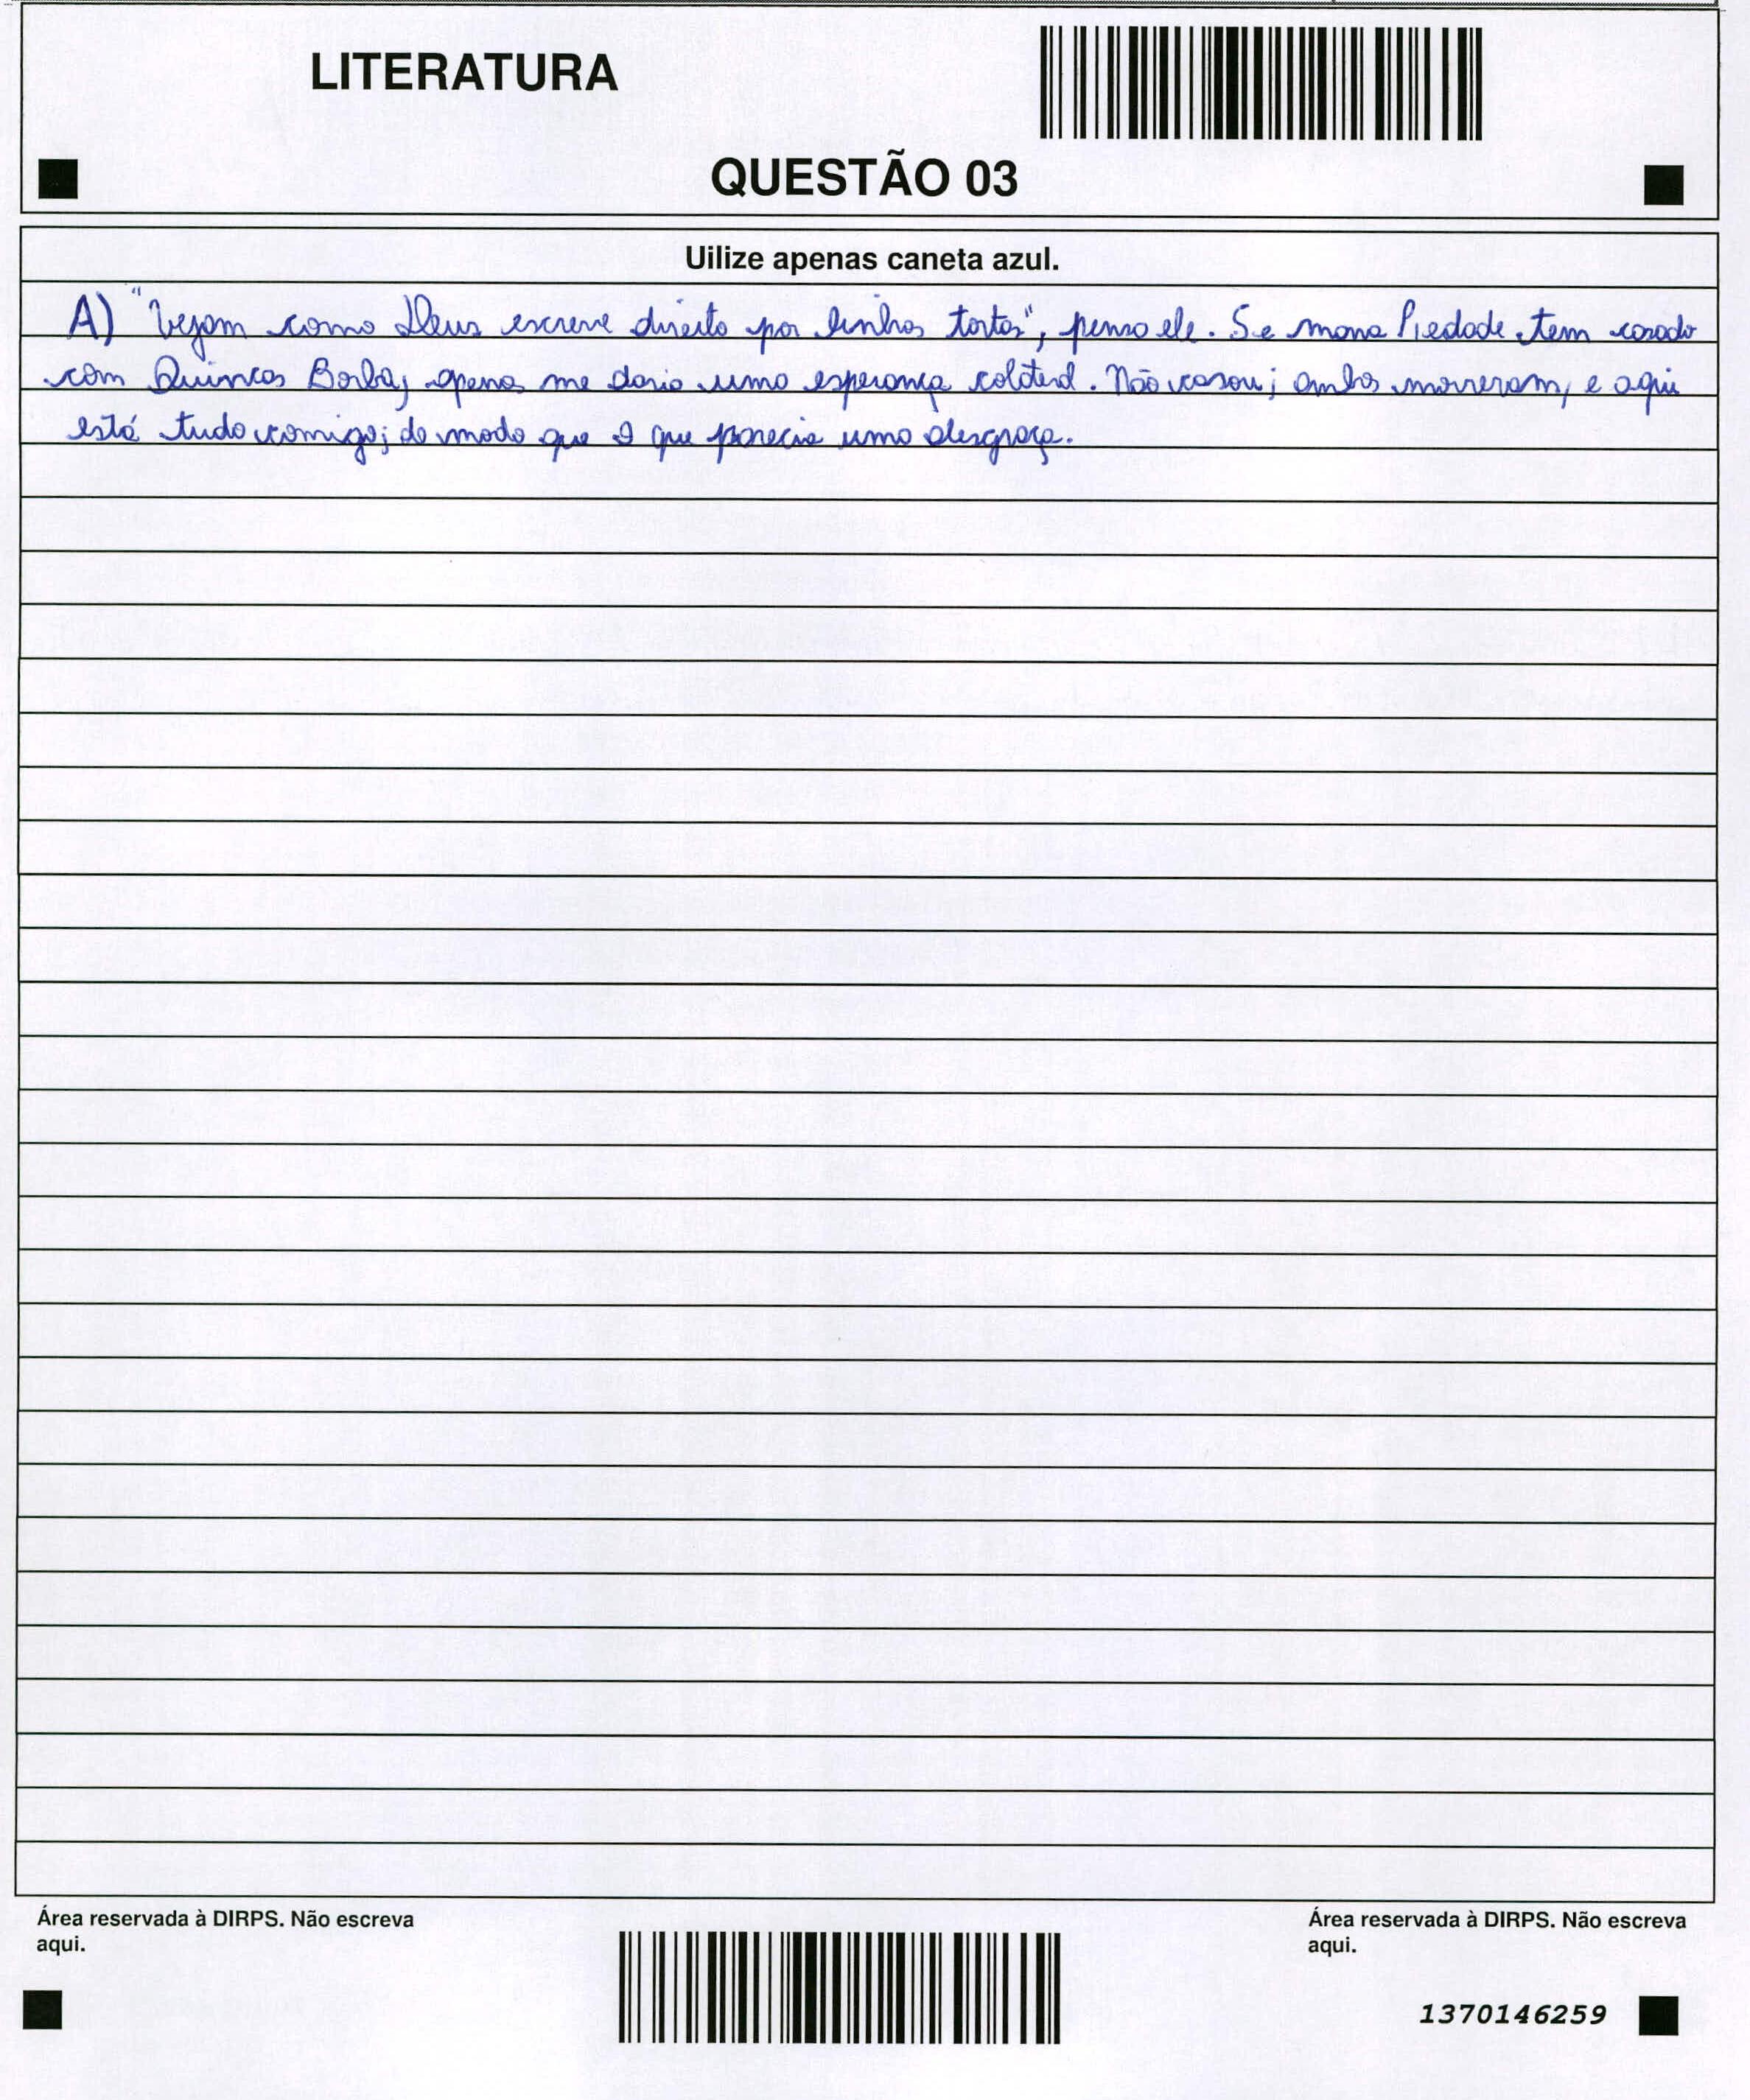 LITERATURA
QUESTÃO 03
Uilize apenas caneta azul.
A) "Vejam como Deus escreve direito por linhas tortas", pensa ele. Se mana Piedade tem casado
com Quincas Borba, apenas me daria uma esperança colateral. Não casou; ambos morreram, e aqui
está tudo comigo; de modo que o que parecia uma desgraça.
Área reservada à DIRPS. Não escreva
aqui.
Área reservada à DIRPS. Não escreva
aqui.
1370146259